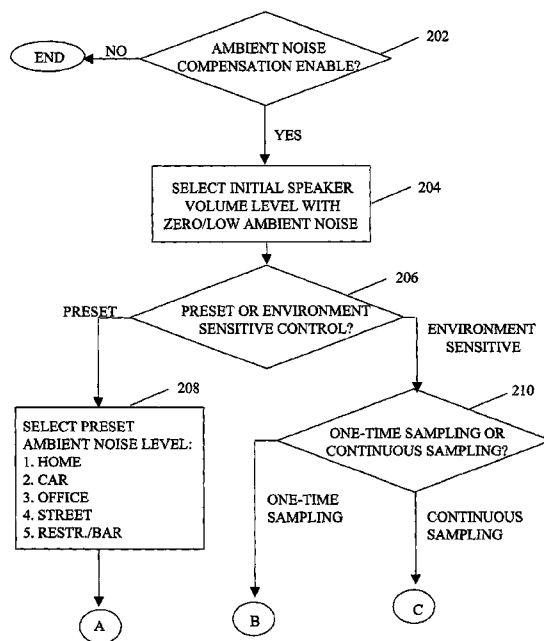 AMBIENT NOISE
COMPENSATION ENABLE?
202
END
NO
YES
SELECT INITIAL SPEAKER
VOLUME LEVEL WITH
ZERO/LOW AMBIENT NOISE
204
206
PRESET
PRESET OR ENVIRONMENT
SENSITIVE CONTROL?
ENVIRONMENT
SENSITIVE
208
SELECT PRESET
AMBIENT NOISE LEVEL:
1. HOME
2. CAR
3. OFFICE
4. STREET
5. RESTR./BAR
210
ONE-TIME SAMPLING OR
CONTINUOUS SAMPLING?
ONE-TIME
SAMPLING
CONTINUOUS
SAMPLING
A
B
C